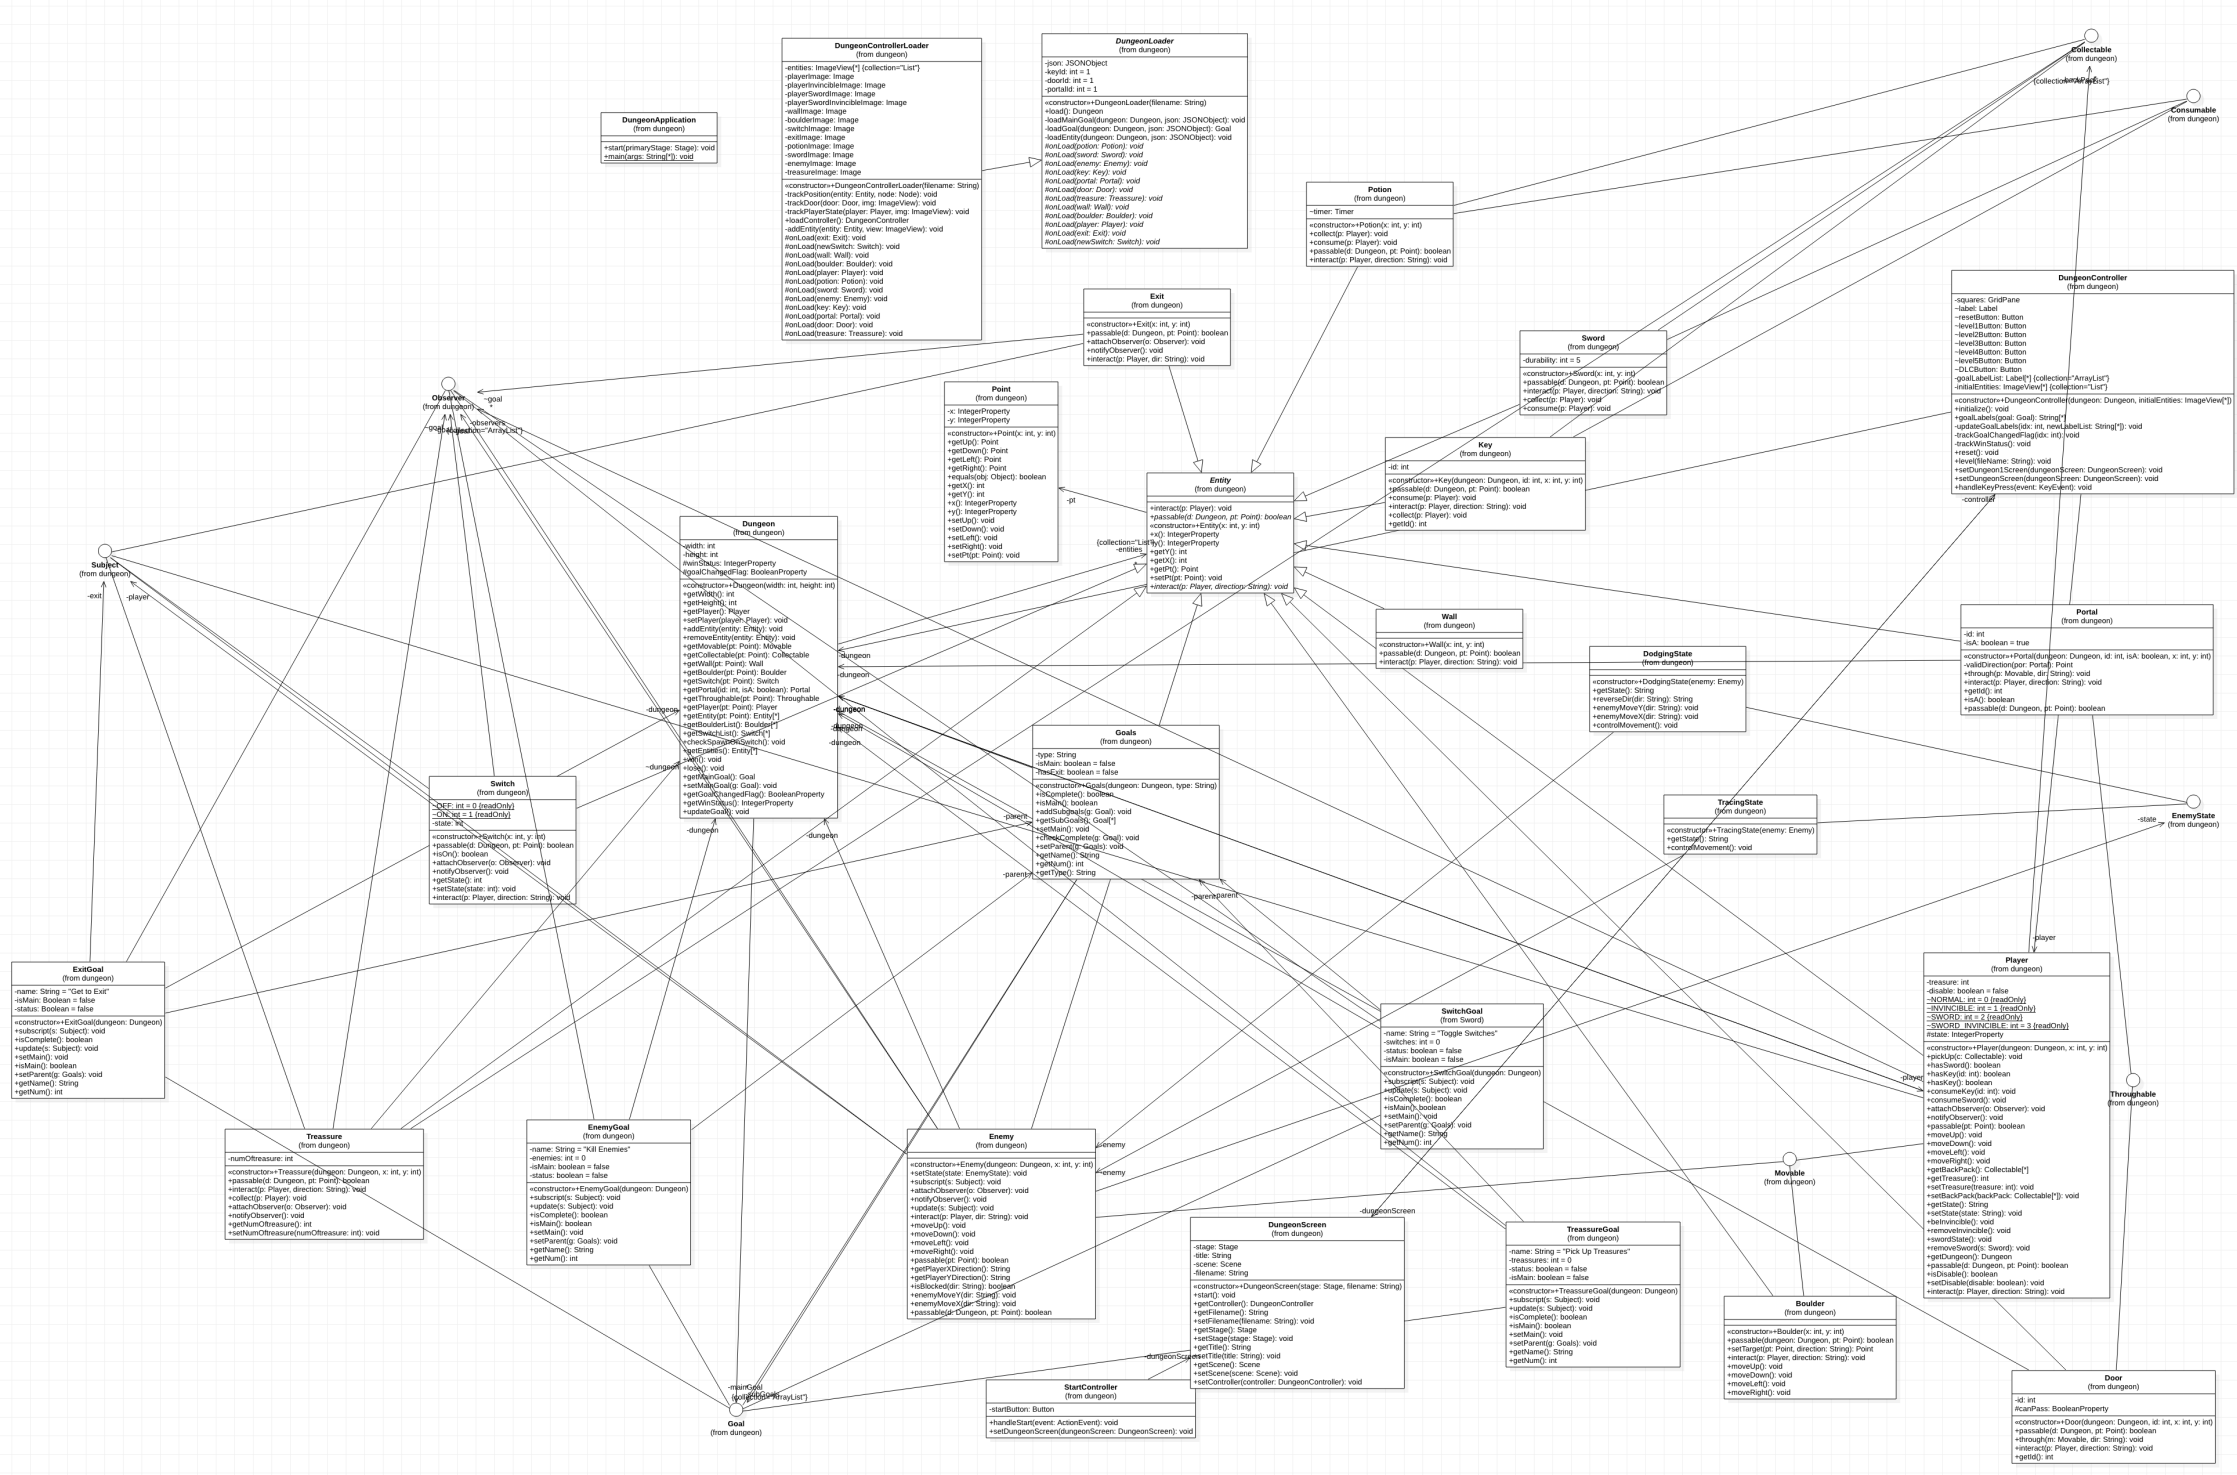 DungeonControllerLoader
(from dungeon)
-entities: ImageView[*] {collection="List"}
-playerImage: Image
-playerInvincibleImage: Image
-playerSwordImage: Image
-playerSwordInvincibleImage: Image
-wallImage: Image
-boulderImage: Image
-switchImage: Image
-exitImage: Image
-potionImage: Image
-swordImage: Image
-enemyImage: Image
-treasureImage: Image
«constructor»+DungeonControllerLoader(filename: String)
-trackPosition(entity: Entity, node: Node): void
-trackDoor(door: Door, img: ImageView): void
-trackPlayerState(player: Player, img: ImageView): void
+loadController(): DungeonController
-addEntity(entity: Entity, view: ImageView): void
#onLoad(exit: Exit): void
#onLoad(newSwitch: Switch): void
#onLoad(wall: Wall): void
#onLoad(boulder: Boulder): void
#onLoad(player: Player): void
#onLoad(potion: Potion): void
#onLoad(sword: Sword): void
#onLoad(enemy: Enemy): void
#onLoad(key: Key): void
#onLoad(portal: Portal): void
#onLoad(door: Door): void
#onLoad(treasure: Treasure): void
DungeonLoader
(from dungeon)
-json: JSONObject
-keyId: int = 1
-doorId: int = 1
-portalId: int = 1
«constructor»+DungeonLoader(filename: String)
+load(): Dungeon
-loadMainGoal(dungeon: Dungeon, json: JSONObject): void
-loadGoal(dungeon: Dungeon, json: JSONObject): Goal
-loadEntity(dungeon: Dungeon, json: JSONObject): void
#onLoad(potion: Potion): void
#onLoad(sword: Sword): void
#onLoad(enemy: Enemy): void
#onLoad(key: Key): void
#onLoad(portal: Portal): void
#onLoad(door: Door): void
#onLoad(treasure: Treasure): void
#onLoad(wall: Wall): void
#onLoad(boulder: Boulder): void
#onLoad(player: Player): void
#onLoad(exit: Exit): void
#onLoad(newSwitch: Switch): void
Collectable
(from dungeon)
{collection="ArrayList"}
Consumable
(from dungeon)
DungeonApplication
(from dungeon)
+start(primaryStage: Stage): void
+main(args: String[*]): void
Potion
(from dungeon)
~timer: Timer
«constructor»+Potion(x: int, y: int)
+collect(p: Player): void
+consume(p: Player): void
+passable(d: Dungeon, pt: Point): boolean
+interact(p: Player, direction: String): void
DungeonController
(from dungeon)
-squares: GridPane
~label: Label
~resetButton: Button
~level1Button: Button
~level2Button: Button
~level3Button: Button
~level4Button: Button
~level5Button: Button
~DLCButton: Button
-goalLabelList: Label[*] {collection="ArrayList"}
-initialEntities: ImageView[*] {collection="List"}
«constructor»+DungeonController(dungeon: Dungeon, initialEntities: ImageView[*])
+initialize(): void
+goalLabels(goal: Goal): String[*]
-updateGoalLabels(idx: int, newLabelList: String[*]): void
-trackGoalChangedFlag(idx: int): void
-trackWinStatus(): void
+reset(): void
+level(fileName: String): void
+setDungeon1Screen(dungeonScreen: DungeonScreen): void
+setDungeonScreen(dungeonScreen: DungeonScreen): void
+handleKeyPress(event: KeyEvent): void
-controller
Exit
(from dungeon)
«constructor»+Exit(x: int, y: int)
+passable(d: Dungeon, pt: Point): boolean
+attachObserver(o: Observer): void
+notifyObserver(): void
+interact(p: Player, dir: String): void
Sword
(from dungeon)
-durability: int = 5
«constructor»+Sword(x: int, y: int)
+passable(d: Dungeon, pt: Point): boolean
+interact(p: Player, direction: String): void
+collect(p: Player): void
+consume(p: Player): void
Observer
(from dungeon)
~goal
*
-observers
Point
(from dungeon)
-x: IntegerProperty
-y: IntegerProperty
«constructor»+Point(x: int, y: int)
+getUp(): Point
+getDown(): Point
+getLeft(): Point
+getRight(): Point
+equals(obj: Object): boolean
+getX(): int
+getY(): int
+x(): IntegerProperty
+y(): IntegerProperty
+setUp(): void
+setDown(): void
+setLeft(): void
+setRight(): void
+setPt(pt: Point): void
-pt
Key
(from dungeon)
-id: int
«constructor»+Key(dungeon: Dungeon, id: int, x: int, y: int)
+passable(d: Dungeon, pt: Point): boolean
+consume(p: Player): void
+interact(p: Player, direction: String): void
+collect(p: Player): void
+getId(): int
Entity
(from dungeon)
+interact(p: Player): void
+passable(d: Dungeon, pt: Point): boolean
«constructor»+Entity(x: int, y: int)
+x(): IntegerProperty
+y(): IntegerProperty
+getY(): int
+getX(): int
+getPt(): Point
+setPt(pt: Point): void
+interact(p: Player, direction: String): void
{collection="List"}
-entities
Dungeon
(from dungeon)
-width: int
-height: int
#winStatus: IntegerProperty
#goalChangedFlag: BooleanProperty
«constructor»+Dungeon(width: int, height: int)
+getWidth(): int
+getHeight(): int
+getPlayer(): Player
+setPlayer(player: Player): void
+addEntity(entity: Entity): void
+removeEntity(entity: Entity): void
+getMovable(pt: Point): Movable
+getCollectable(pt: Point): Collectable
+getWall(pt: Point): Wall
+getBoulder(pt: Point): Boulder
+getSwitch(pt: Point): Switch
+getPortal(id: int, isA: boolean): Portal
+getThroughable(pt: Point): Throughable
+getPlayer(pt: Point): Player
+getEntity(pt: Point): Entity[*]
+getBoulderList(): Boulder[*]
+getSwitchList(): Switch[*]
+checkSpawnOnSwitch(): void
+getEntities(): Entity[*]
+win(): void
+lose(): void
+getMainGoal(): Goal
+setMainGoal(g: Goal): void
+getGoalChangedFlag(): BooleanProperty
+getWinStatus(): IntegerProperty
+updateGoal(): void
-dungeon
-dungeon
-dungeon
-dungeon
-dungeon
-dungeon
~dungeon
-dungeon
-dungeon
Subject
(from dungeon)
-exit
-player
Wall
(from dungeon)
«constructor»+Wall(x: int, y: int)
+passable(d: Dungeon, pt: Point): boolean
+interact(p: Player, direction: String): void
Portal
(from dungeon)
-id: int
-isA: boolean = true
«constructor»+Portal(dungeon: Dungeon, id: int, isA: boolean, x: int, y: int)
-validDirection(por: Portal): Point
+through(p: Movable, dir: String): void
+interact(p: Player, direction: String): void
+getId(): int
+isA(): boolean
+passable(d: Dungeon, pt: Point): boolean
DodgingState
(from dungeon)
«constructor»+DodgingState(enemy: Enemy)
+getState(): String
+reverseDir(dir: String): String
+enemyMoveY(dir: String): void
+enemyMoveX(dir: String): void
+controlMovement(): void
Goals
(from dungeon)
-type: String
-isMain: boolean = false
-hasExit: boolean = false
«constructor»+Goals(dungeon: Dungeon, type: String)
+isComplete(): boolean
+isMain(): boolean
+addSubgoals(g: Goal): void
+getSubGoals(): Goal[*]
+setMain(): void
+checkComplete(g: Goal): void
+setParent(g: Goals): void
+getName(): String
+getNum(): int
+getType(): String
-parent
-parent
-parent
-parent
Switch
(from dungeon)
~OFF: int = 0 {readOnly}
~ON: int = 1 {readOnly}
-state: int
«constructor»+Switch(x: int, y: int)
+passable(d: Dungeon, pt: Point): boolean
+isOn(): boolean
+attachObserver(o: Observer): void
+notifyObserver(): void
+getState(): int
+setState(state: int): void
+interact(p: Player, direction: String): void
TracingState
(from dungeon)
«constructor»+TracingState(enemy: Enemy)
+getState(): String
+controlMovement(): void
EnemyState
(from dungeon)
-state
ExitGoal
(from dungeon)
-name: String = "Get to Exit"
-isMain: Boolean = false
-status: Boolean = false
«constructor»+ExitGoal(dungeon: Dungeon)
+subscript(s: Subject): void
+isComplete(): boolean
+update(s: Subject): void
+setMain(): void
+isMain(): boolean
+setParent(g: Goals): void
+getName(): String
+getNum(): int
-player
Player
(from dungeon)
-treasure: int
-disable: boolean = false
~NORMAL: int = 0 {readOnly}
~INVINCIBLE: int = 1 {readOnly}
~SWORD: int = 2 {readOnly}
~SWORD_INVINCIBLE: int = 3 {readOnly}
#state: IntegerProperty
«constructor»+Player(dungeon: Dungeon, x: int, y: int)
+pickUp(c: Collectable): void
+hasSword(): boolean
+hasKey(id: int): boolean
+hasKey(): boolean
+consumeKey(id: int): void
+consumeSword(): void
+attachObserver(o: Observer): void
+notifyObserver(): void
+passable(pt: Point): boolean
+moveUp(): void
+moveDown(): void
+moveLeft(): void
+moveRight(): void
+getBackPack(): Collectable[*]
+getTreasure(): int
+setTreasure(treasure: int): void
+setBackPack(backPack: Collectable[*]): void
+getState(): String
+setState(state: String): void
+beInvincible(): void
+removeInvincible(): void
+swordState(): void
+removeSword(s: Sword): void
+getDungeon(): Dungeon
+passable(d: Dungeon, pt: Point): boolean
+isDisable(): boolean
+setDisable(disable: boolean): void
+interact(p: Player, direction: String): void
-player
SwitchGoal
(from Sword)
-name: String = "Toggle Switches"
-switches: int = 0
-status: boolean = false
-isMain: boolean = false
«constructor»+SwitchGoal(dungeon: Dungeon)
+subscript(s: Subject): void
+update(s: Subject): void
+isComplete(): boolean
+isMain(): boolean
+setMain(): void
+setParent(g: Goals): void
+getName(): String
+getNum(): int
Throughable
(from dungeon)
Movable
(from dungeon)
Treassure
(from dungeon)
-numOftreasure: int
«constructor»+Treassure(dungeon: Dungeon, x: int, y: int)
+passable(d: Dungeon, pt: Point): boolean
+interact(p: Player, direction: String): void
+collect(p: Player): void
+attachObserver(o: Observer): void
+notifyObserver(): void
+getNumOftreasure(): int
+setNumOftreasure(numOftreasure: int): void
EnemyGoal
(from dungeon)
-name: String = "Kill Enemies"
-enemies: int = 0
-isMain: boolean = false
-status: boolean = false
«constructor»+EnemyGoal(dungeon: Dungeon)
+subscript(s: Subject): void
+update(s: Subject): void
+isComplete(): boolean
+isMain(): boolean
+setMain(): void
+setParent(g: Goals): void
+getName(): String
+getNum(): int
Enemy
(from dungeon)
«constructor»+Enemy(dungeon: Dungeon, x: int, y: int)
+setState(state: EnemyState): void
+subscript(s: Subject): void
+attachObserver(o: Observer): void
+notifyObserver(): void
+update(s: Subject): void
+interact(p: Player, dir: String): void
+moveUp(): void
+moveDown(): void
+moveLeft(): void
+moveRight(): void
+passable(pt: Point): boolean
+getPlayerXDirection(): String
+getPlayerYDirection(): String
+isBlocked(dir: String): boolean
+enemyMoveY(dir: String): void
+enemyMoveX(dir: String): void
+passable(d: Dungeon, pt: Point): boolean
-enemy
-enemy
-dungeonScreen
DungeonScreen
(from dungeon)
-stage: Stage
-title: String
-scene: Scene
-filename: String
«constructor»+DungeonScreen(stage: Stage, filename: String)
+start(): void
+getController(): DungeonController
+getFilename(): String
+setFilename(filename: String): void
+getStage(): Stage
+setStage(stage: Stage): void
+getTitle(): String
+setTitle(title: String): void
+getScene(): Scene
+setScene(scene: Scene): void
+setController(controller: DungeonController): void
TreassureGoal
(from dungeon)
-name: String = "Pick Up Treasures"
-treasures: int = 0
-status: boolean = false
-isMain: boolean = false
«constructor»+TreassureGoal(dungeon: Dungeon)
+subscript(s: Subject): void
+update(s: Subject): void
+isComplete(): boolean
+isMain(): boolean
+setMain(): void
+setParent(g: Goals): void
+getName(): String
+getNum(): int
Boulder
(from dungeon)
«constructor»+Boulder(x: int, y: int)
+passable(dungeon: Dungeon, pt: Point): boolean
+setTarget(pt: Point, direction: String): Point
+interact(p: Player, direction: String): void
+moveUp(): void
+moveDown(): void
+moveLeft(): void
+moveRight(): void
-dungeonScreen
StartController
(from dungeon)
-startButton: Button
+handleStart(event: ActionEvent): void
+setDungeonScreen(dungeonScreen: DungeonScreen): void
-mainGoal
{collection="ArrayList"}
Goal
(from dungeon)
Door
(from dungeon)
-id: int
#canPass: BooleanProperty
«constructor»+Door(dungeon: Dungeon, id: int, x: int, y: int)
+passable(d: Dungeon, pt: Point): boolean
+through(m: Movable, dir: String): void
+interact(p: Player, direction: String): void
+getId(): int